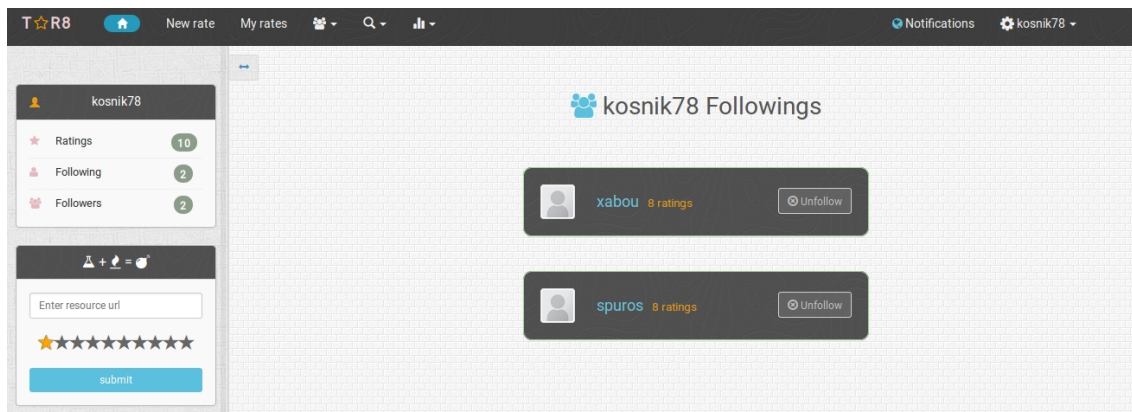 T☆R8 New rate My rates Notifications kosnik78
kosnik78
Ratings 10
Following 2
Followers 2
+ =
Enter resource url
submit
kosnik78 Followings
xabou 8 ratings Unfollow
spuros 8 ratings Unfollow